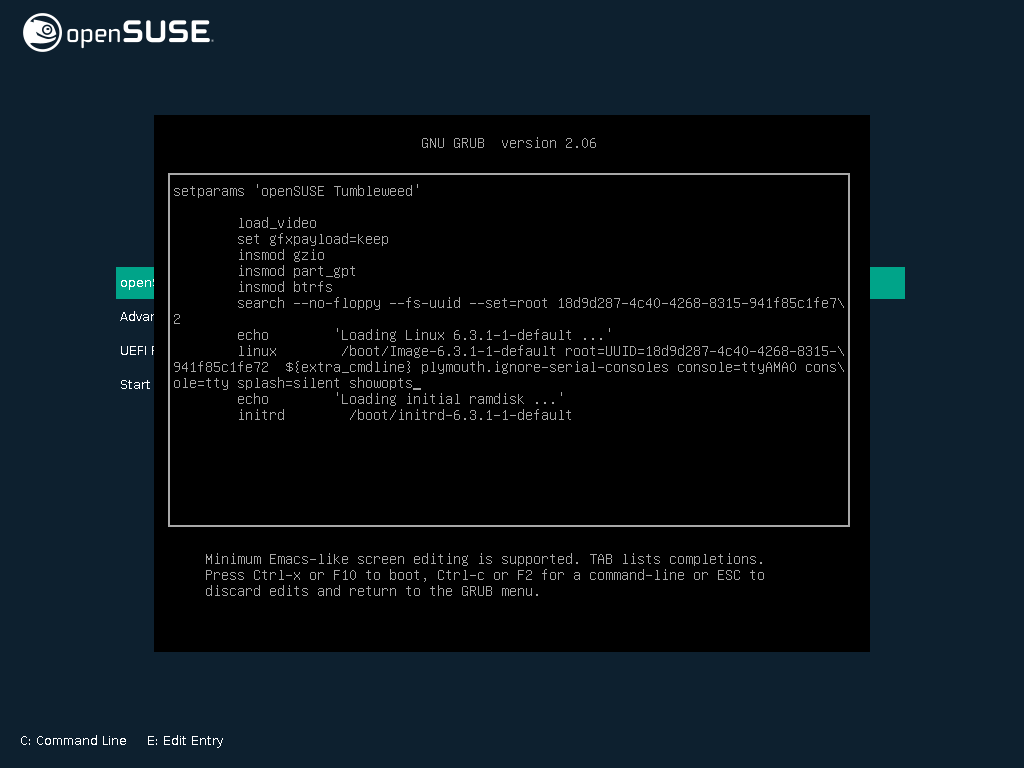 openSUSE
GNU GRUB  version 2.06
setparams 'openSUSE Tumbleweed'
load_video
set gfxpayload=keep
insmod gzio
insmod part_gpt
insmod btrfs
search --no-floppy --fs-uuid --set=root 18d9d287-4c40-4268-8315-941f85c1fe7\
2
echo        'Loading Linux 6.3.1-1-default ...'
linux        /boot/Image-6.3.1-1-default root=UUID=18d9d287-4c40-4268-8315-\
941f85c1fe72  ${extra_cmdline} plymouth.ignore-serial-consoles console=ttyAMA0 cons\
ole=tty splash=silent showopts_
echo        'Loading initial ramdisk ...'
initrd        /boot/initrd-6.3.1-1-default
openS
Advan
UEFI F
Start
Minimum Emacs-like screen editing is supported. TAB lists completions.
Press Ctrl-x or F10 to boot, Ctrl-c or F2 for a command-line or ESC to
discard edits and return to the GRUB menu.
C: Command Line     E: Edit Entry